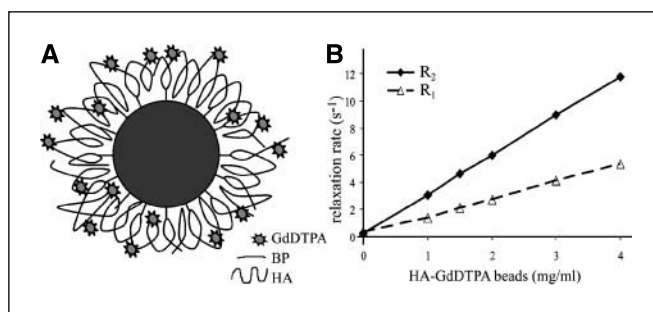 A
GdDTPA
BP
HA
B
R₂
R₁
relaxation rate (s⁻¹)
12
10
8
6
4
2
0
0
1
2
3
4
HA-GdDTPA beads (mg/ml)